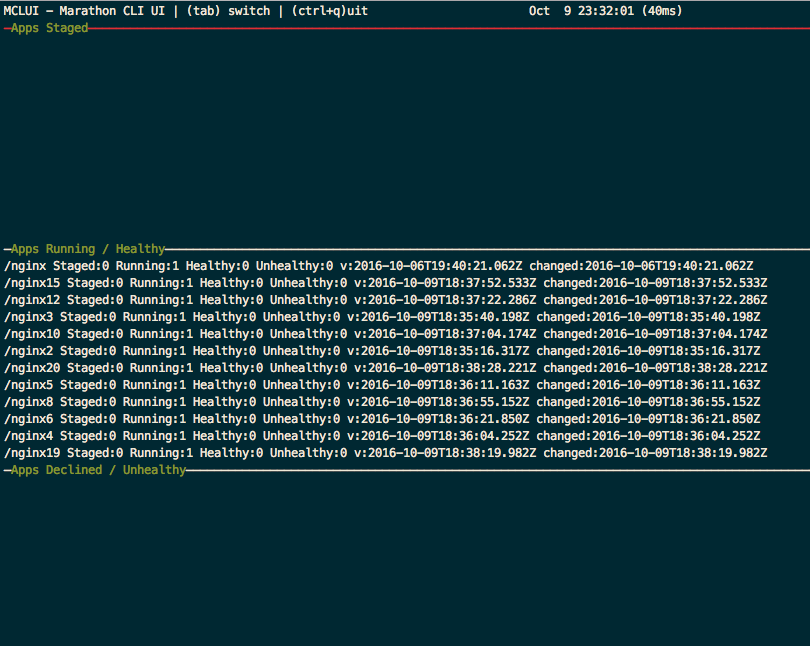 MCLUI – Marathon CLI UI | (tab) switch | (ctrl+q)uit Oct 9 23:32:01 (40ms)
Apps Staged
Apps Running / Healthy
/nginx Staged:0 Running:1 Healthy:0 Unhealthy:0 v:2016-10-06T19:40:21.062Z changed:2016-10-06T19:40:21.062Z
/nginx15 Staged:0 Running:1 Healthy:0 Unhealthy:0 v:2016-10-09T18:37:52.533Z changed:2016-10-09T18:37:52.533Z
/nginx12 Staged:0 Running:1 Healthy:0 Unhealthy:0 v:2016-10-09T18:37:22.286Z changed:2016-10-09T18:37:22.286Z
/nginx3 Staged:0 Running:1 Healthy:0 Unhealthy:0 v:2016-10-09T18:35:40.198Z changed:2016-10-09T18:35:40.198Z
/nginx10 Staged:0 Running:1 Healthy:0 Unhealthy:0 v:2016-10-09T18:37:04.174Z changed:2016-10-09T18:37:04.174Z
/nginx2 Staged:0 Running:1 Healthy:0 Unhealthy:0 v:2016-10-09T18:35:16.317Z changed:2016-10-09T18:35:16.317Z
/nginx20 Staged:0 Running:1 Healthy:0 Unhealthy:0 v:2016-10-09T18:38:28.221Z changed:2016-10-09T18:38:28.221Z
/nginx5 Staged:0 Running:1 Healthy:0 Unhealthy:0 v:2016-10-09T18:36:11.163Z changed:2016-10-09T18:36:11.163Z
/nginx8 Staged:0 Running:1 Healthy:0 Unhealthy:0 v:2016-10-09T18:36:55.152Z changed:2016-10-09T18:36:55.152Z
/nginx6 Staged:0 Running:1 Healthy:0 Unhealthy:0 v:2016-10-09T18:36:21.850Z changed:2016-10-09T18:36:21.850Z
/nginx4 Staged:0 Running:1 Healthy:0 Unhealthy:0 v:2016-10-09T18:36:04.252Z changed:2016-10-09T18:36:04.252Z
/nginx19 Staged:0 Running:1 Healthy:0 Unhealthy:0 v:2016-10-09T18:38:19.982Z changed:2016-10-09T18:38:19.982Z
Apps Declined / Unhealthy